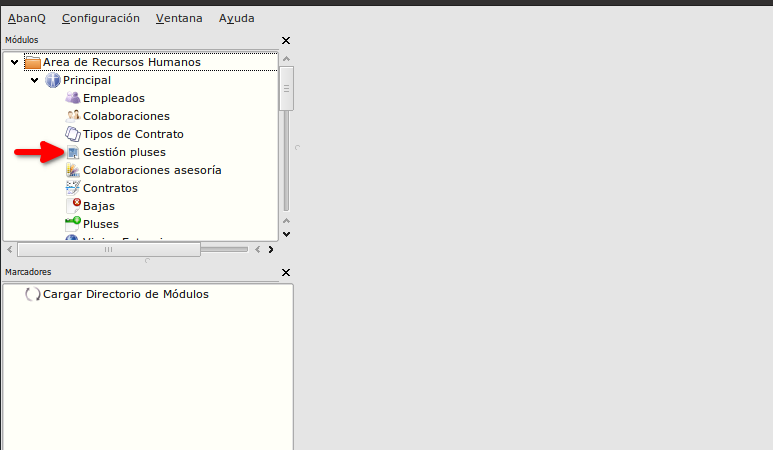 AbanQ Configuración Ventana Ayuda
Módulos
Area de Recursos Humanos
Principal
Empleados
Colaboraciones
Tipos de Contrato
Gestión pluses
Colaboraciones asesoría
Contratos
Bajas
Pluses
Marcadores
Cargar Directorio de Módulos